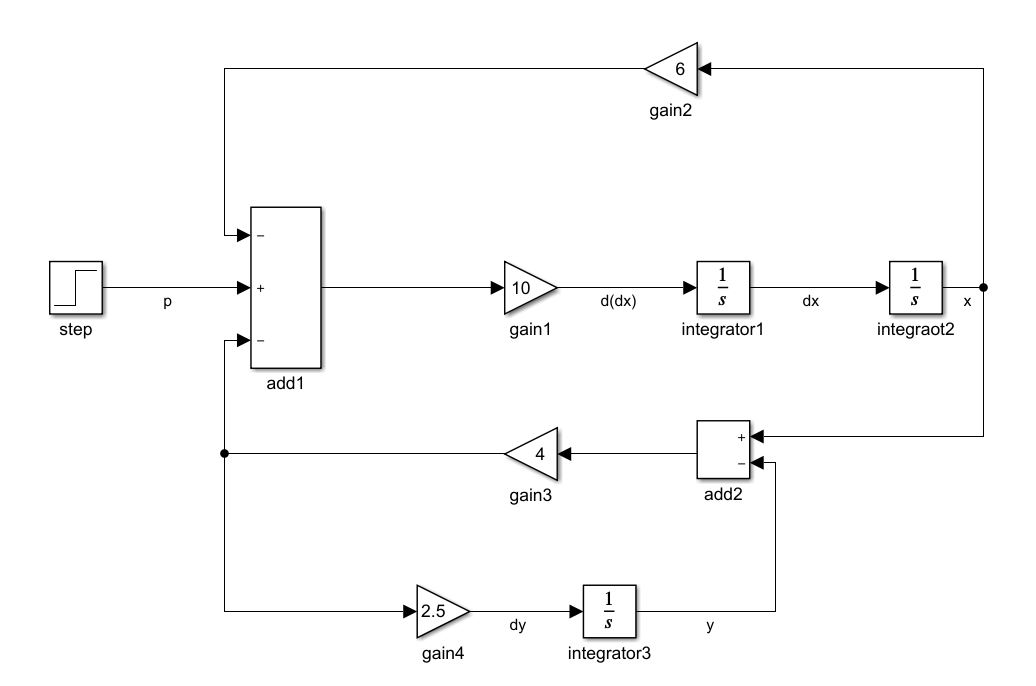 6
gain2
−
+
−
add1
p
step
10
gain1
d(dx)
1
s
integrator1
dx
1
s
integraot2
x
+
−
add2
4
gain3
2.5
gain4
dy
1
s
integrator3
y